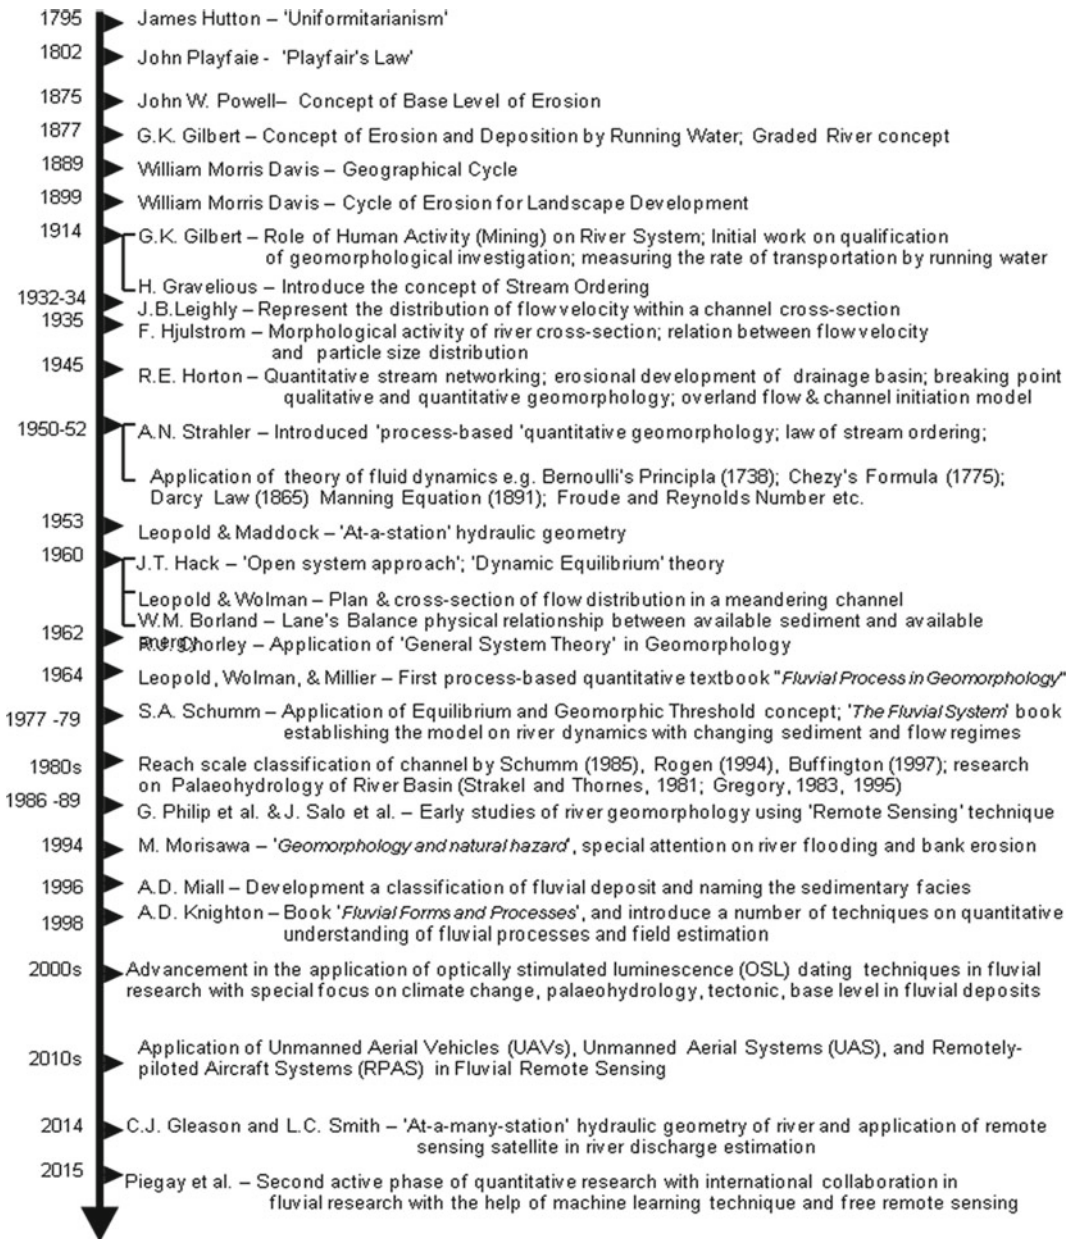 1795 James Hutton – 'Uniformitarianism'
1802 John Playfaie - 'Playfair's Law'
1875 John W. Powell– Concept of Base Level of Erosion
1877 G.K. Gilbert – Concept of Erosion and Deposition by Running Water; Graded River concept
1889 William Morris Davis – Geographical Cycle
1899 William Morris Davis – Cycle of Erosion for Landscape Development
1914 G.K. Gilbert – Role of Human Activity (Mining) on River System; Initial work on qualification
of geomorphological investigation; measuring the rate of transportation by running water
H. Gravelious – Introduce the concept of Stream Ordering
1932-34 J.B.Leighly – Represent the distribution of flow velocity within a channel cross-section
1935 F. Hjulstrom – Morphological activity of river cross-section; relation between flow velocity
and particle size distribution
1945 R.E. Horton – Quantitative stream networking; erosional development of drainage basin; breaking point
qualitative and quantitative geomorphology; overland flow & channel initiation model
1950-52 A.N. Strahler – Introduced 'process-based 'quantitative geomorphology; law of stream ordering;
Application of theory of fluid dynamics e.g. Bernoulli's Principla (1738); Chezy's Formula (1775);
Darcy Law (1865) Manning Equation (1891); Froude and Reynolds Number etc.
1953 Leopold & Maddock – 'At-a-station' hydraulic geometry
1960 J.T. Hack – 'Open system approach'; 'Dynamic Equilibrium' theory
Leopold & Wolman – Plan & cross-section of flow distribution in a meandering channel
W.M. Borland – Lane's Balance physical relationship between available sediment and available
energy
1962 R.J. Chorley – Application of 'General System Theory' in Geomorphology
1964 Leopold, Wolman, & Millier – First process-based quantitative textbook "Fluvial Process in Geomorphology"
1977 -79 S.A. Schumm – Application of Equilibrium and Geomorphic Threshold concept; 'The Fluvial System' book
establishing the model on river dynamics with changing sediment and flow regimes
1980s Reach scale classification of channel by Schumm (1985), Rogen (1994), Buffington (1997); research
on Palaeohydrology of River Basin (Strakel and Thornes, 1981; Gregory, 1983, 1995)
1986 -89 G. Philip et al. & J. Salo et al. – Early studies of river geomorphology using 'Remote Sensing' technique
1994 M. Morisawa – 'Geomorphology and natural hazard', special attention on river flooding and bank erosion
1996 A.D. Miall – Development a classification of fluvial deposit and naming the sedimentary facies
1998 A.D. Knighton – Book 'Fluvial Forms and Processes', and introduce a number of techniques on quantitative
understanding of fluvial processes and field estimation
2000s Advancement in the application of optically stimulated luminescence (OSL) dating techniques in fluvial
research with special focus on climate change, palaeohydrology, tectonic, base level in fluvial deposits
2010s Application of Unmanned Aerial Vehicles (UAVs), Unmanned Aerial Systems (UAS), and Remotely-
piloted Aircraft Systems (RPAS) in Fluvial Remote Sensing
2014 C.J. Gleason and L.C. Smith – 'At-a-many-station' hydraulic geometry of river and application of remote
sensing satellite in river discharge estimation
2015 Piegay et al. – Second active phase of quantitative research with international collaboration in
fluvial research with the help of machine learning technique and free remote sensing